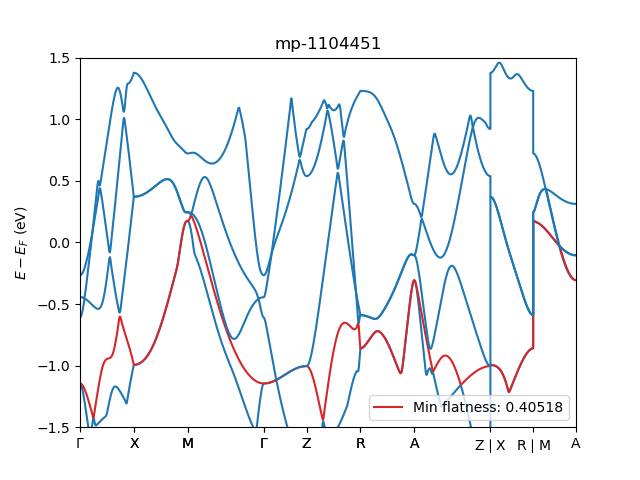 mp-1104451
E − E_F (eV)
1.5
1.0
0.5
0.0
−0.5
−1.0
−1.5
Min flatness: 0.40518
Γ X M Γ Z R A Z | X R | M A